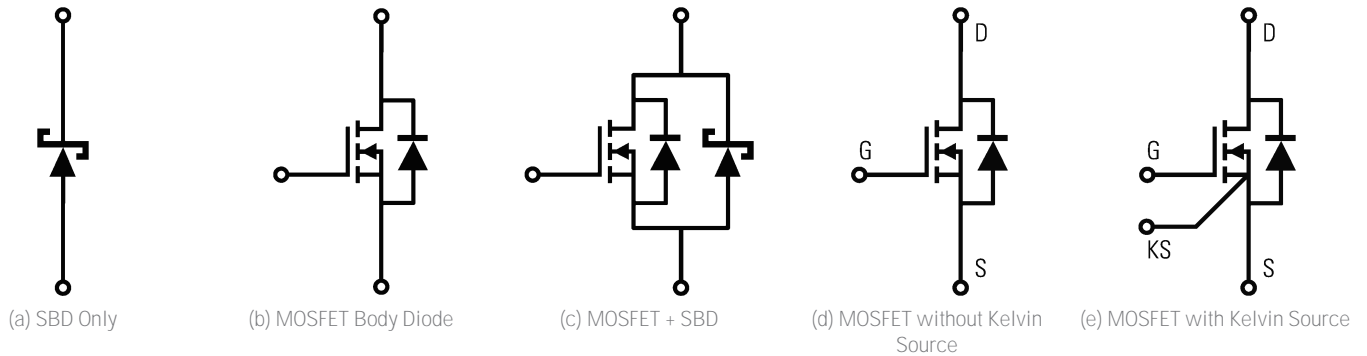 D
D
G
G
KS
S
S
(a) SBD Only
(b) MOSFET Body Diode
(c) MOSFET + SBD
(d) MOSFET without Kelvin
Source
(e) MOSFET with Kelvin Source